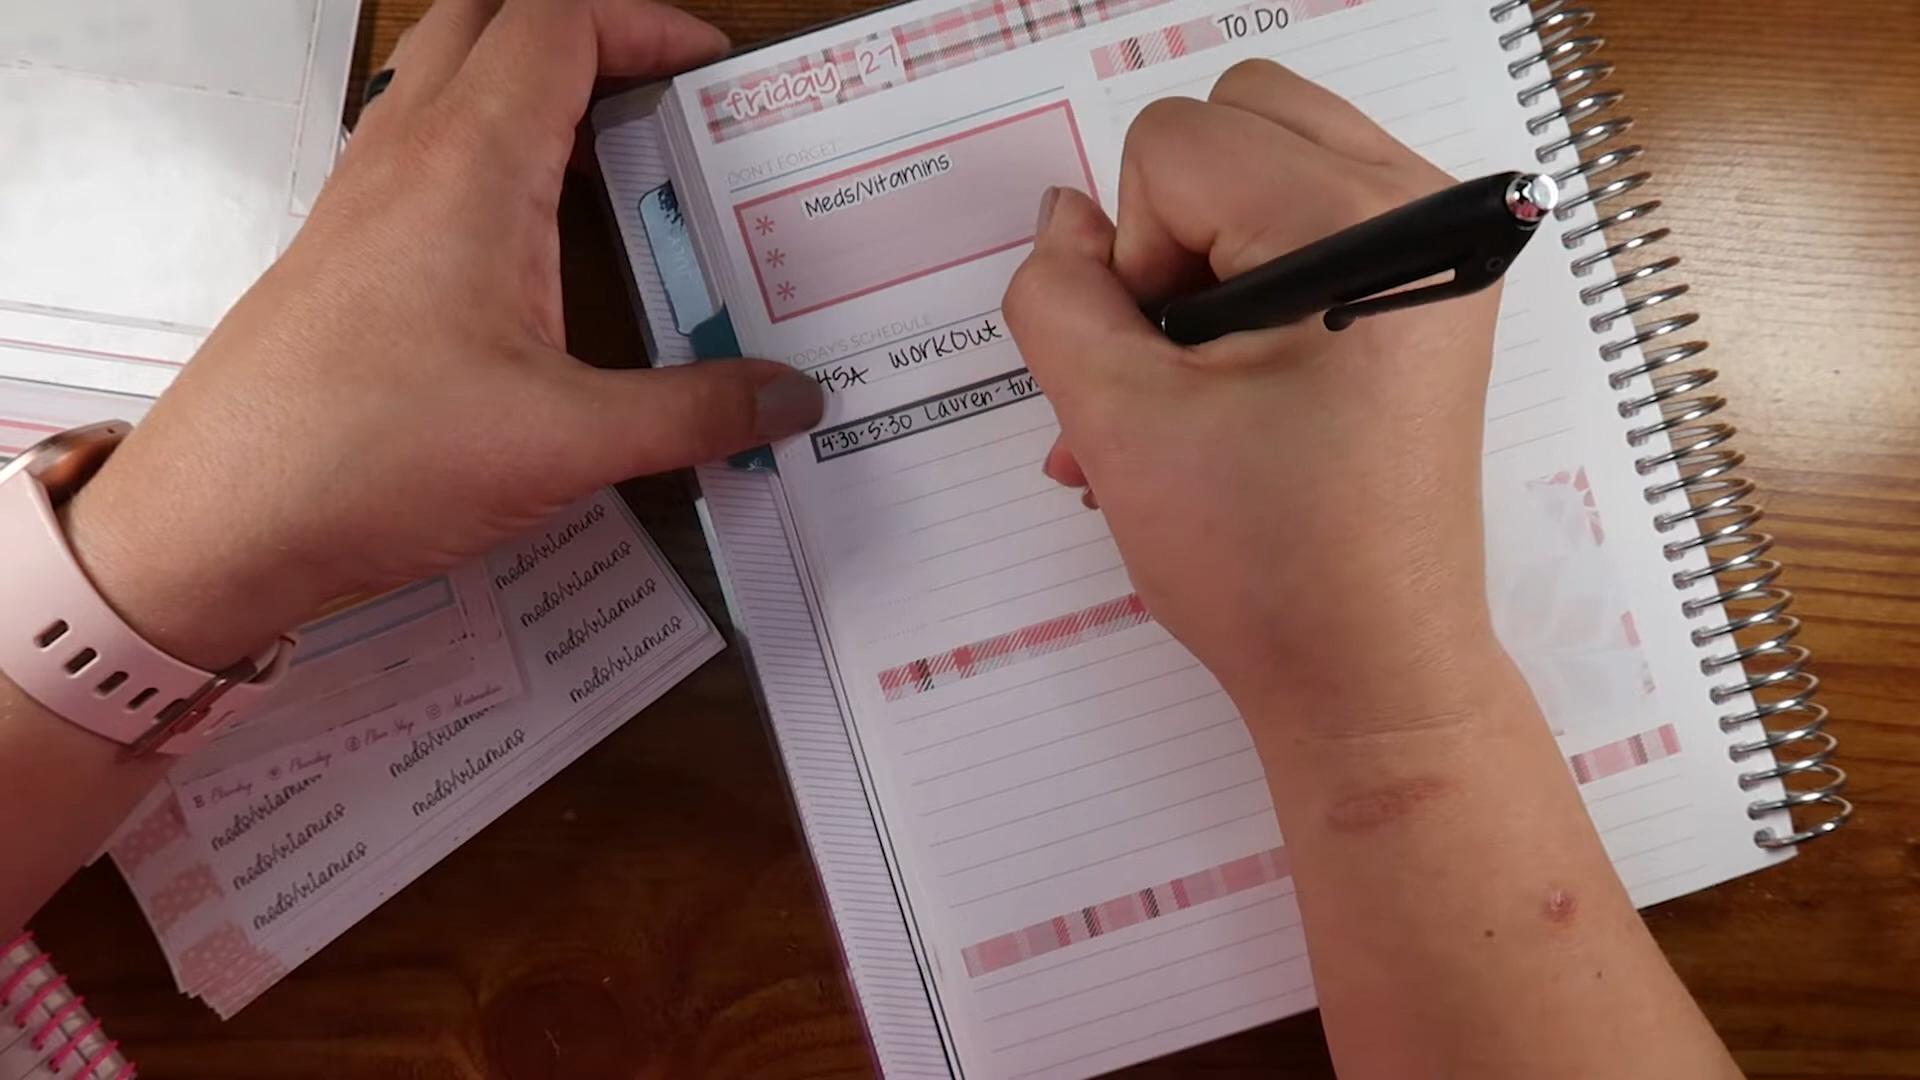 friday 27
TO DO
DON'T FORGET
Meds/Vitamins
*
*
*
TODAY'S SCHEDULE
45A workout
4:30-5:30 Lauren-
meds/vitamins
meds/vitamins
meds/vitamins
meds/vitamins
meds/vitamins
meds/vitamins
meds/vitamins
meds/vitamins
meds/vitamins